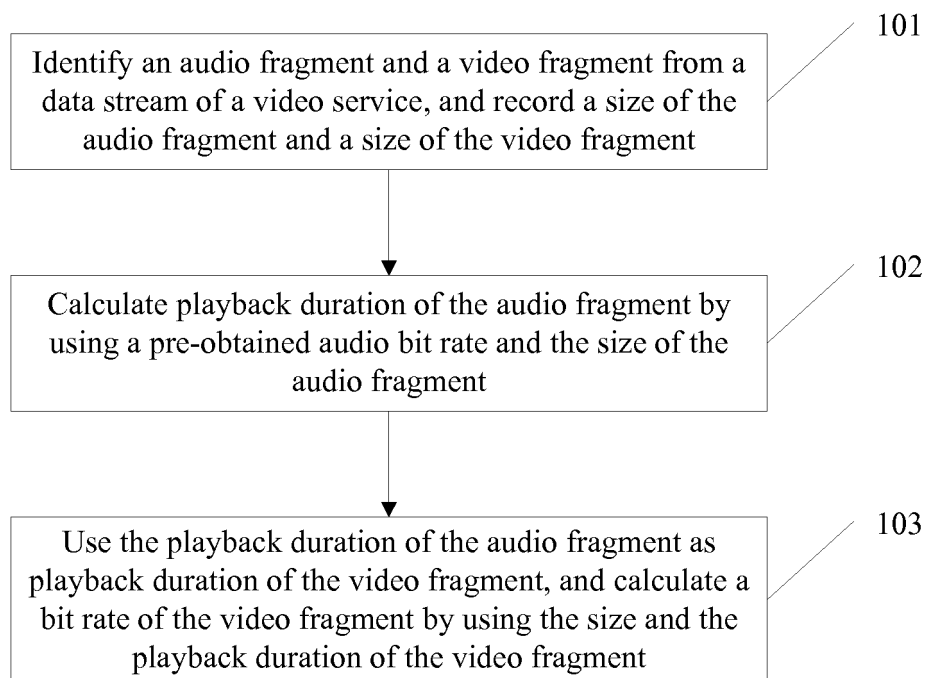 101
Identify an audio fragment and a video fragment from a
data stream of a video service, and record a size of the
audio fragment and a size of the video fragment
102
Calculate playback duration of the audio fragment by
using a pre-obtained audio bit rate and the size of the
audio fragment
103
Use the playback duration of the audio fragment as
playback duration of the video fragment, and calculate a
bit rate of the video fragment by using the size and the
playback duration of the video fragment